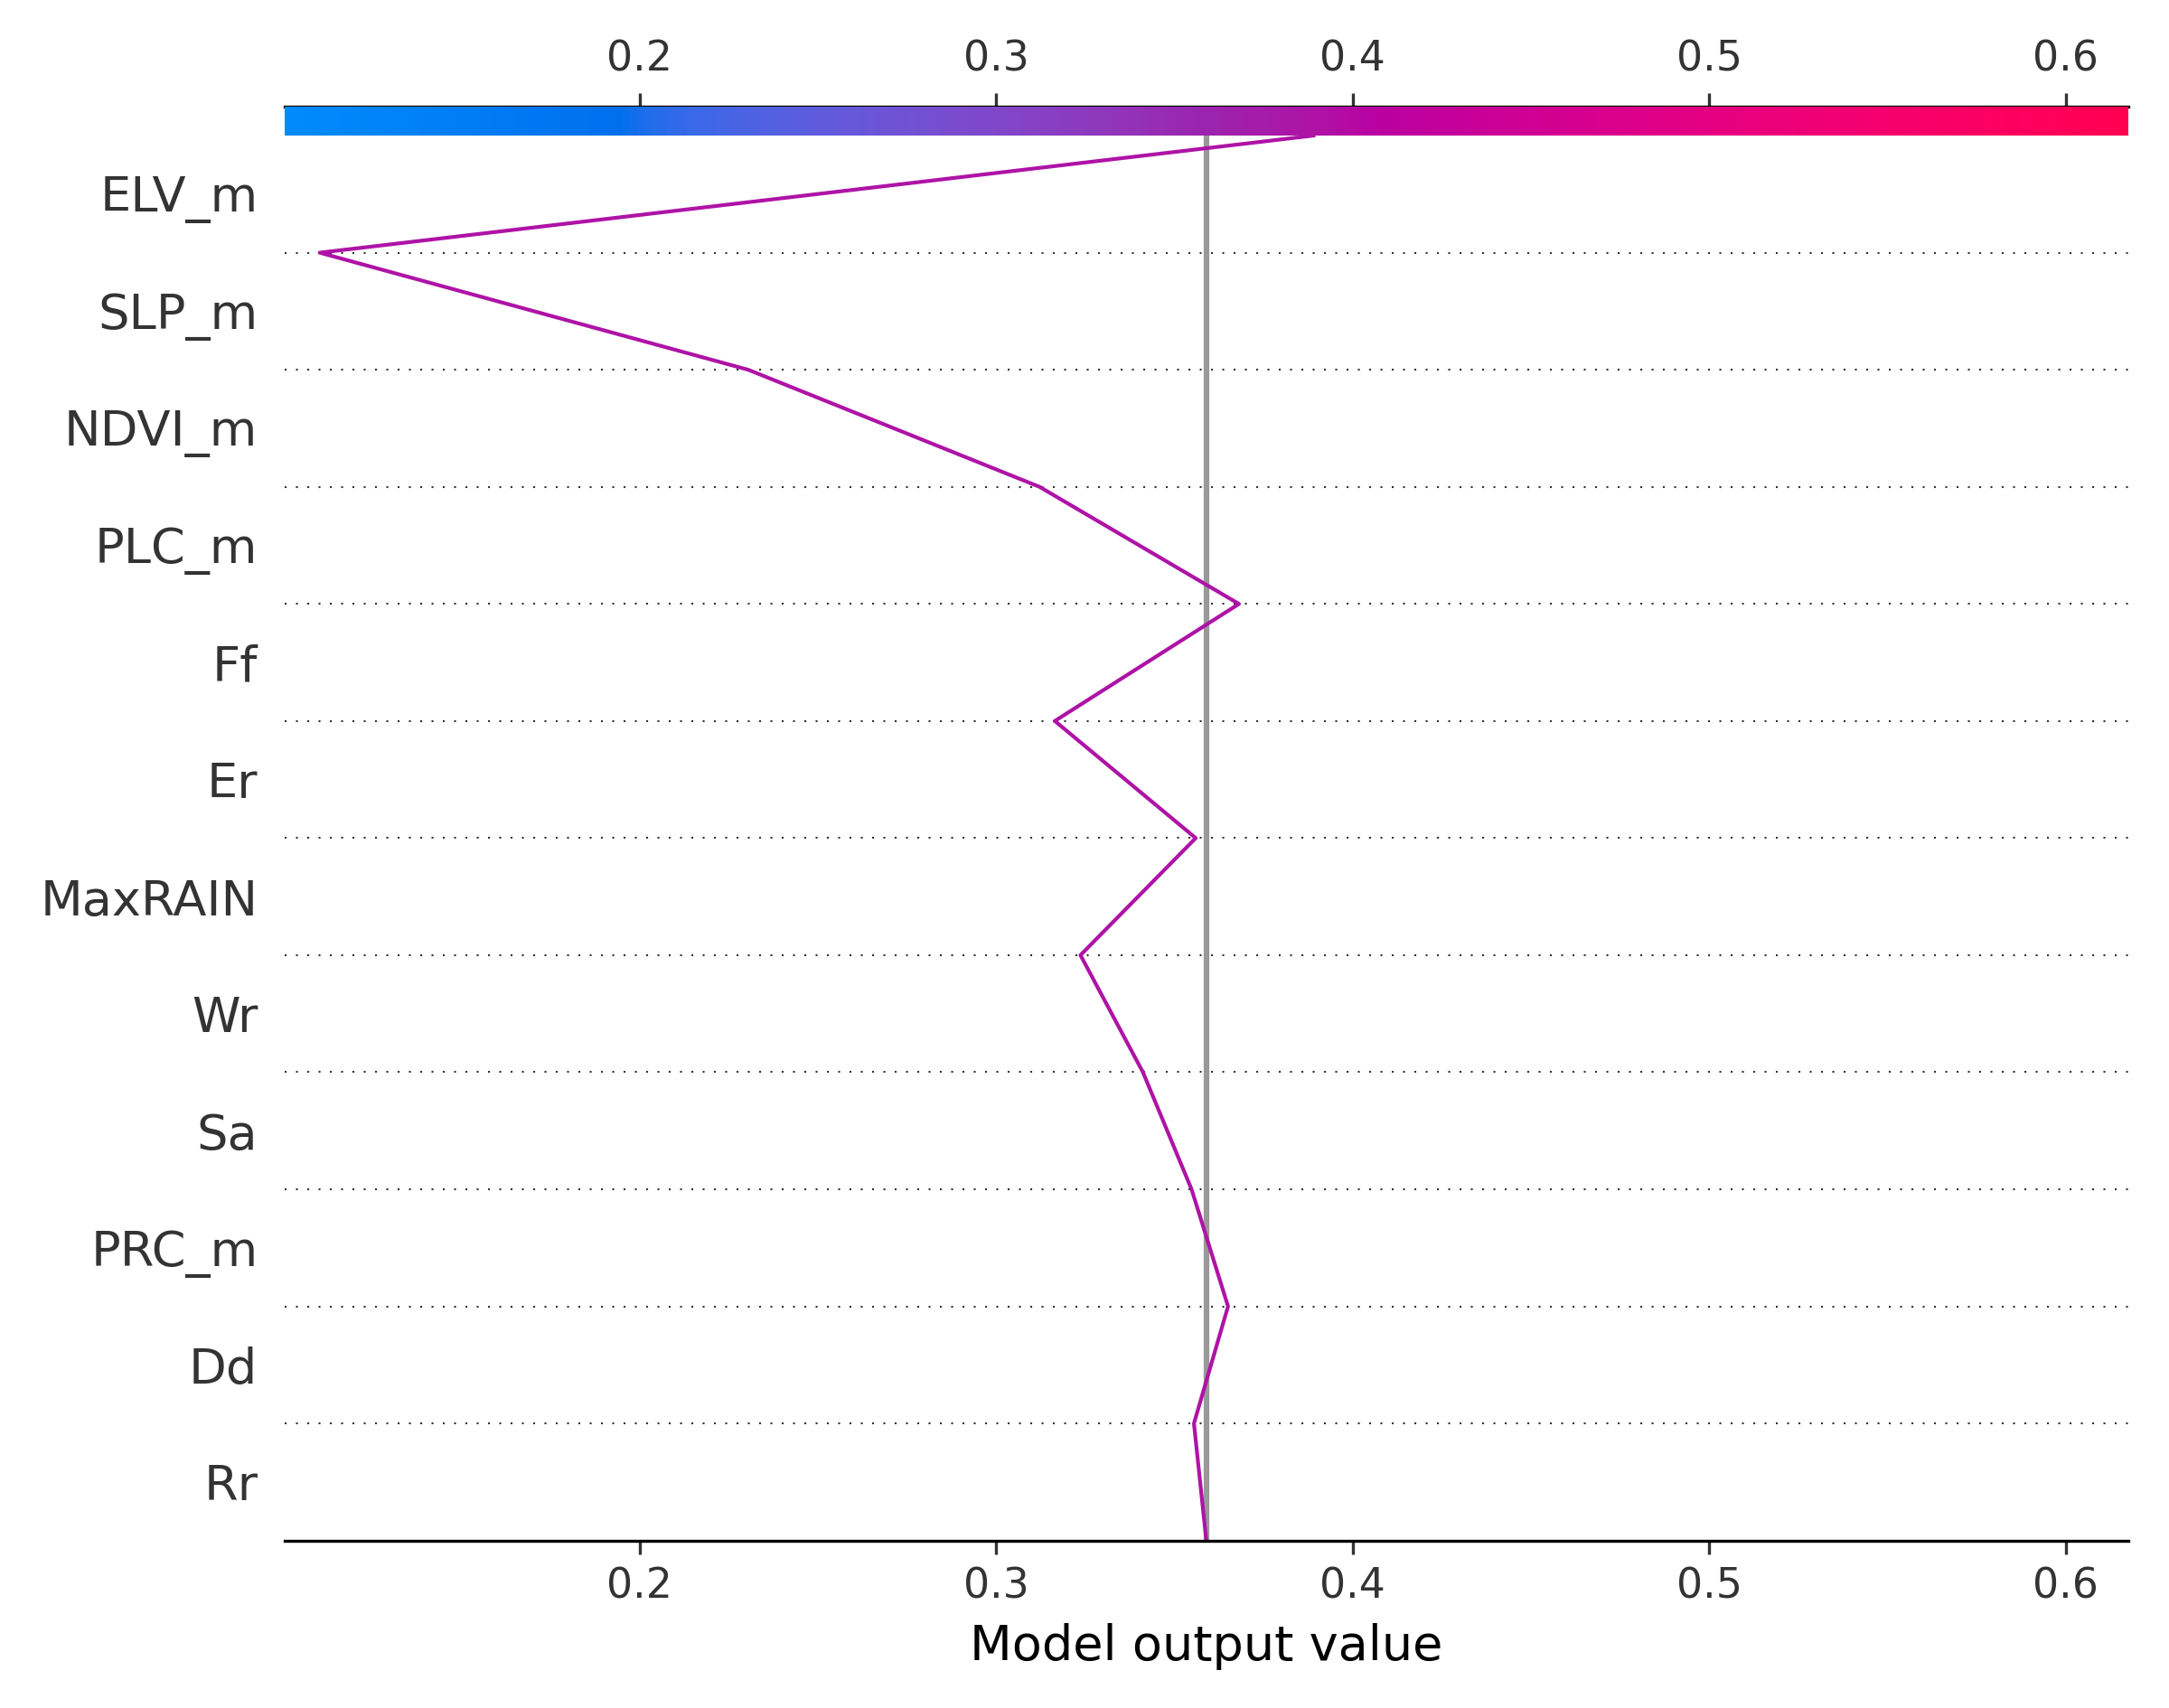 0.2 0.3 0.4 0.5 0.6
ELV_m
SLP_m
NDVI_m
PLC_m
Ff
Er
MaxRAIN
Wr
Sa
PRC_m
Dd
Rr
0.2 0.3 0.4 0.5 0.6
Model output value